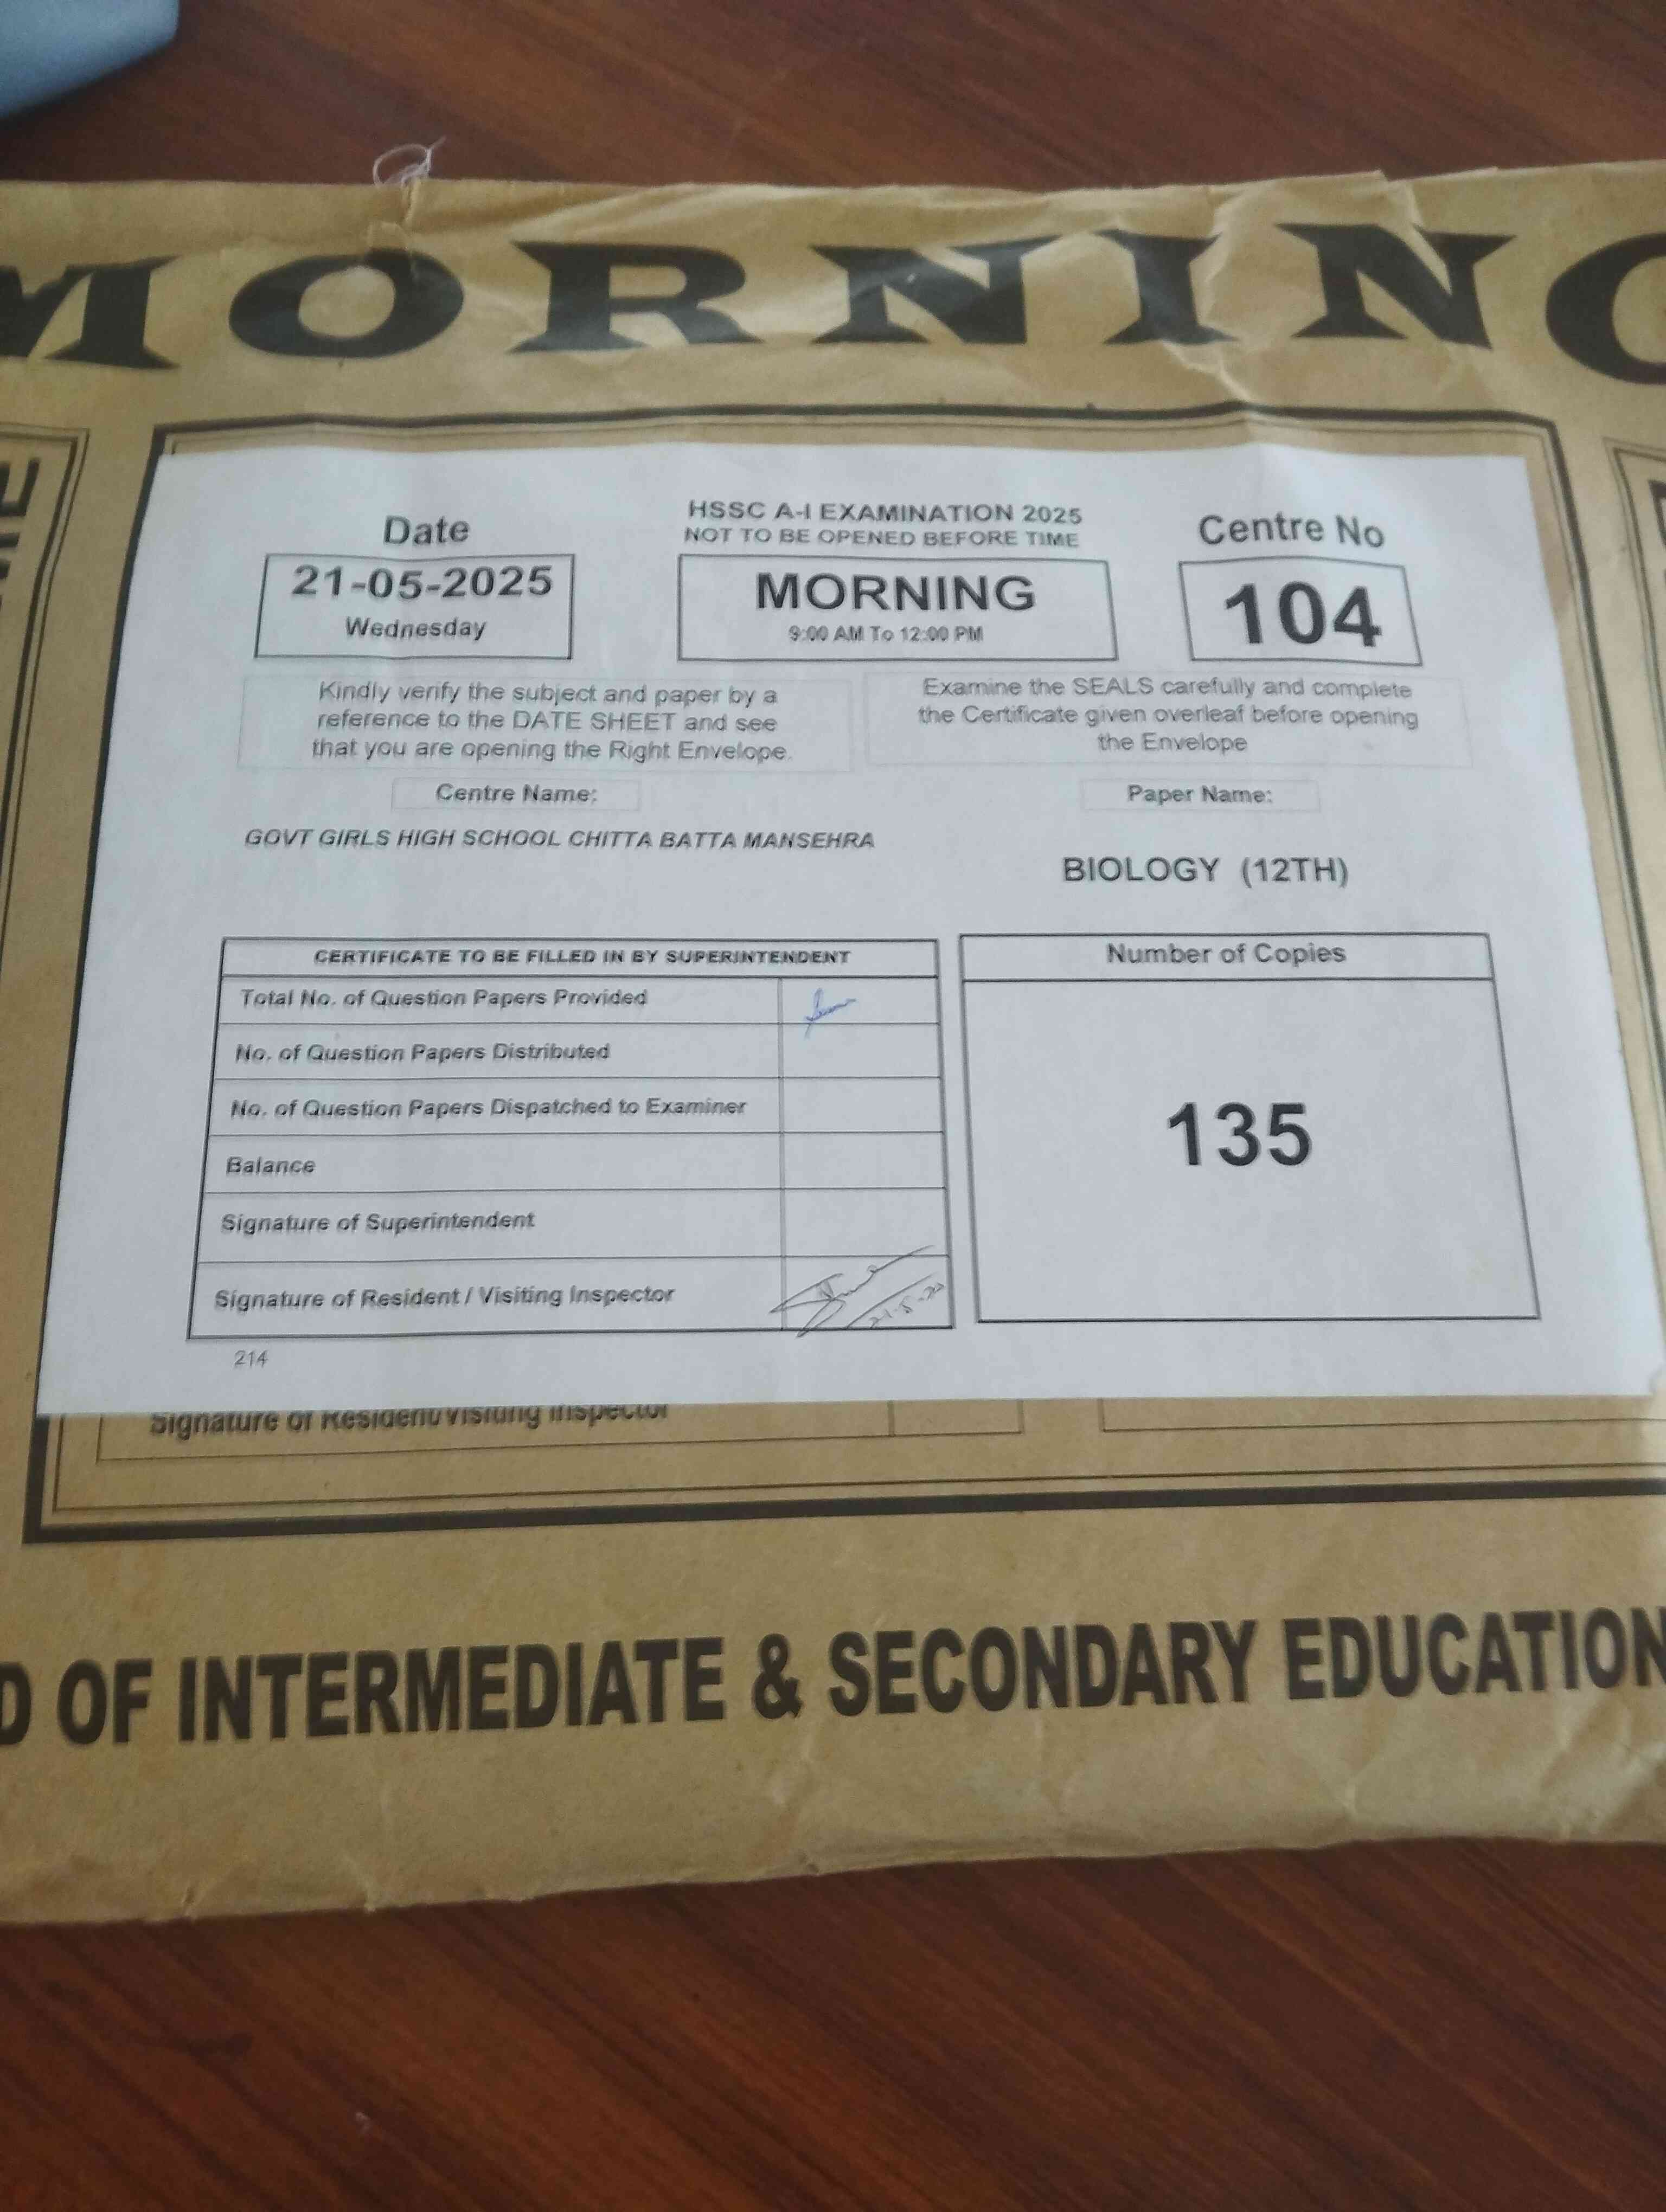 MORNING
Date
HSSC A-I EXAMINATION 2025
NOT TO BE OPENED BEFORE TIME
Centre No
21-05-2025
Wednesday
MORNING
9:00 AM To 12:00 PM
104
Kindly verify the subject and paper by a
reference to the DATE SHEET and see
that you are opening the Right Envelope.
Examine the SEALS carefully and complete
the Certificate given overleaf before opening
the Envelope
Centre Name:
Paper Name:
GOVT GIRLS HIGH SCHOOL CHITTA BATTA MANSEHRA
BIOLOGY (12TH)
CERTIFICATE TO BE FILLED IN BY SUPERINTENDENT
Total No. of Question Papers Provided
No. of Question Papers Distributed
No. of Question Papers Dispatched to Examiner
Balance
Signature of Superintendent
Signature of Resident / Visiting Inspector
Number of Copies
135
214
Signature of Resident/Visiting Inspector
D OF INTERMEDIATE & SECONDARY EDUCATION